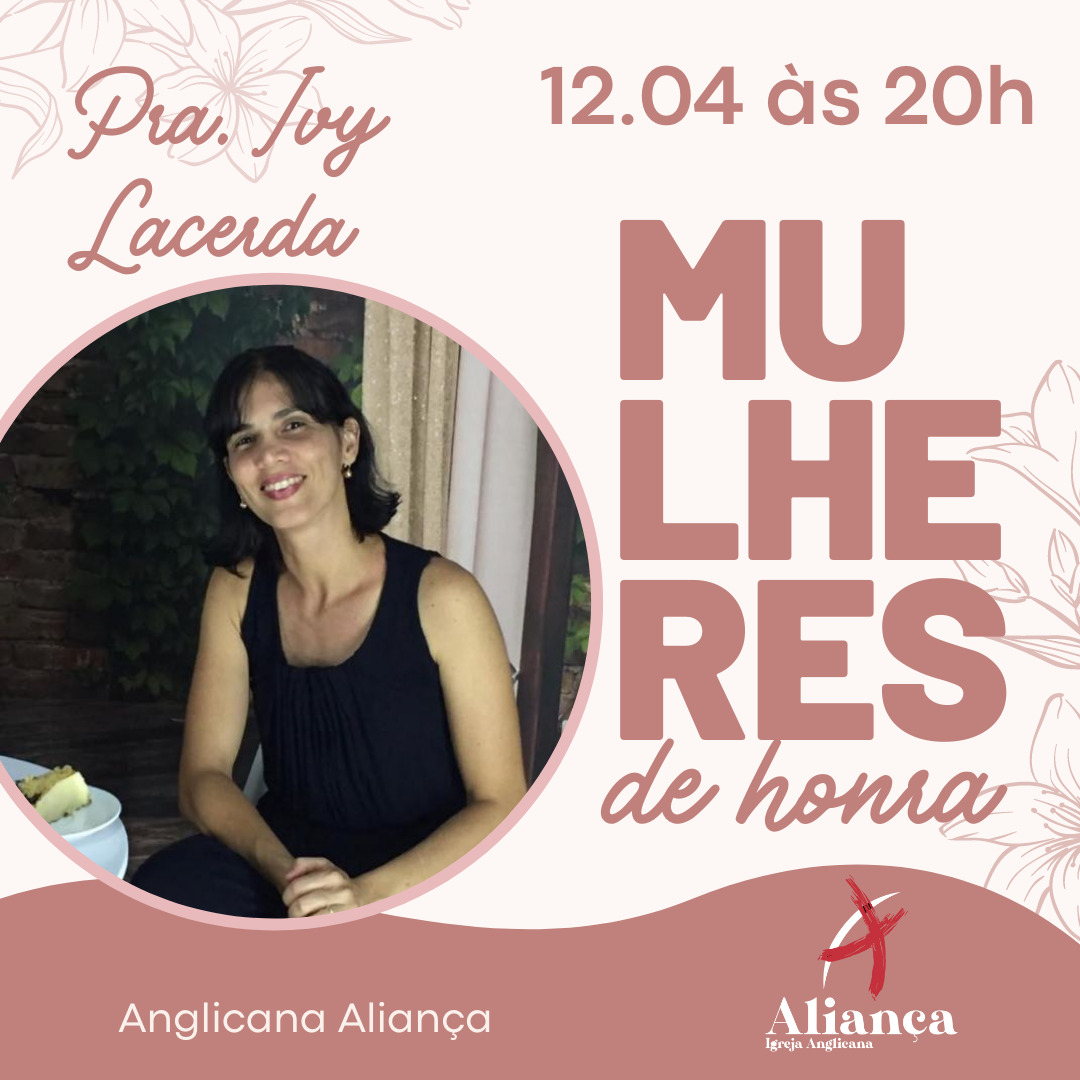 Pra. Ivy
Lacerda
12.04 às 20h
MU
LHE
RES
de honra
Anglicana Aliança
Aliança
Igreja Anglicana